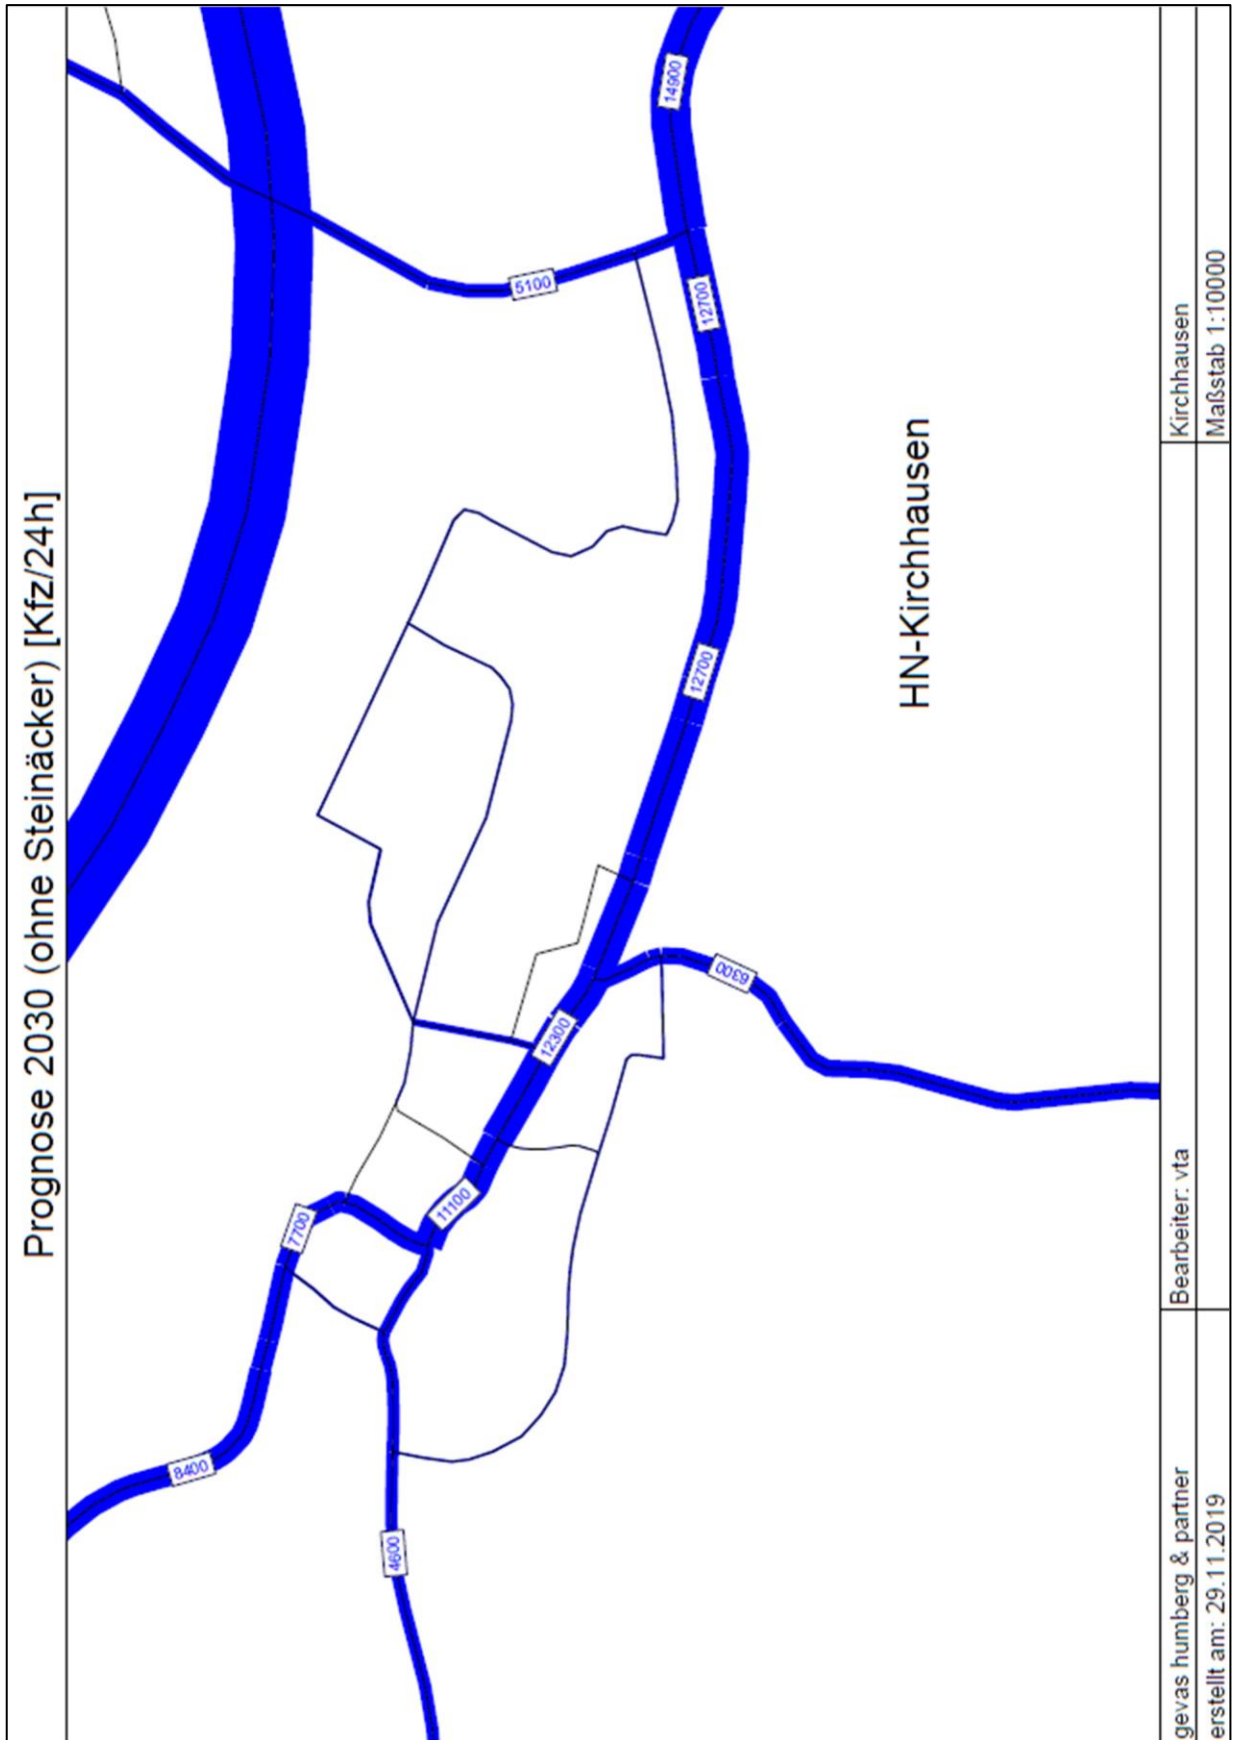 Prognose 2030 (ohne Steinäcker) [Kfz/24h]
8400
7700
4600
11100
12300
6300
12700
5100
12700
14900
HN-Kirchhausen
gevas humberg & partner
Bearbeiter: vta
Kirchhausen
erstellt am: 29.11.2019
Maßstab 1:10000